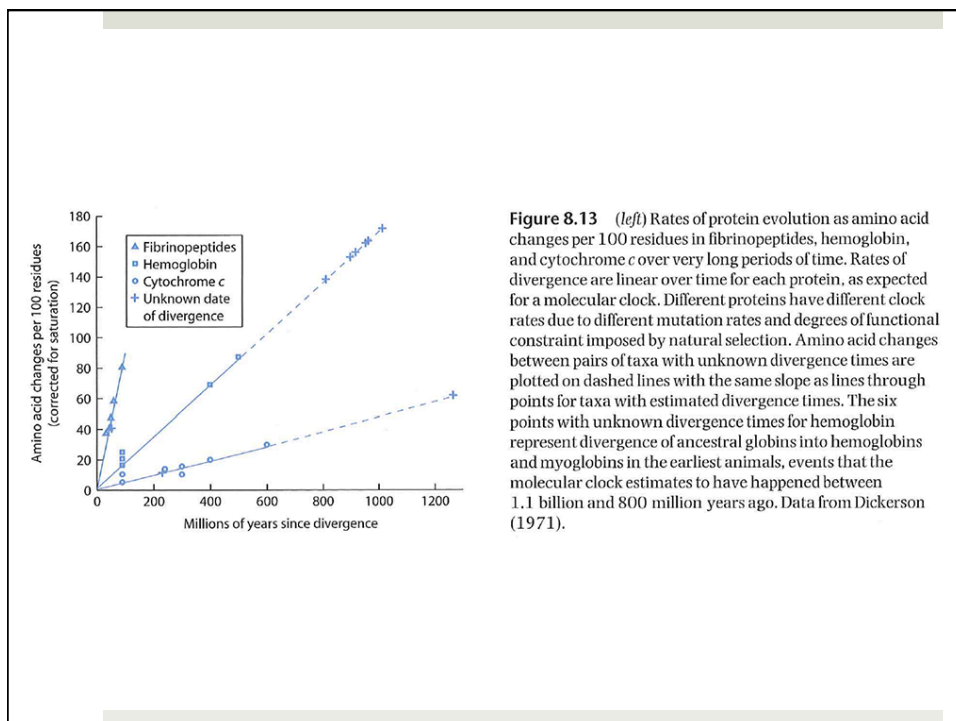 180
160
140
120
100
80
60
40
20
0
Amino acid changes per 100 residues
(corrected for saturation)
Fibrinopeptides
Hemoglobin
Cytochrome c
Unknown date
of divergence
0 200 400 600 800 1000 1200
Millions of years since divergence
Figure 8.13 (left) Rates of protein evolution as amino acid
changes per 100 residues in fibrinopeptides, hemoglobin,
and cytochrome c over very long periods of time. Rates of
divergence are linear over time for each protein, as expected
for a molecular clock. Different proteins have different clock
rates due to different mutation rates and degrees of functional
constraint imposed by natural selection. Amino acid changes
between pairs of taxa with unknown divergence times are
plotted on dashed lines with the same slope as lines through
points for taxa with estimated divergence times. The six
points with unknown divergence times for hemoglobin
represent divergence of ancestral globins into hemoglobins
and myoglobins in the earliest animals, events that the
molecular clock estimates to have happened between
1.1 billion and 800 million years ago. Data from Dickerson
(1971).